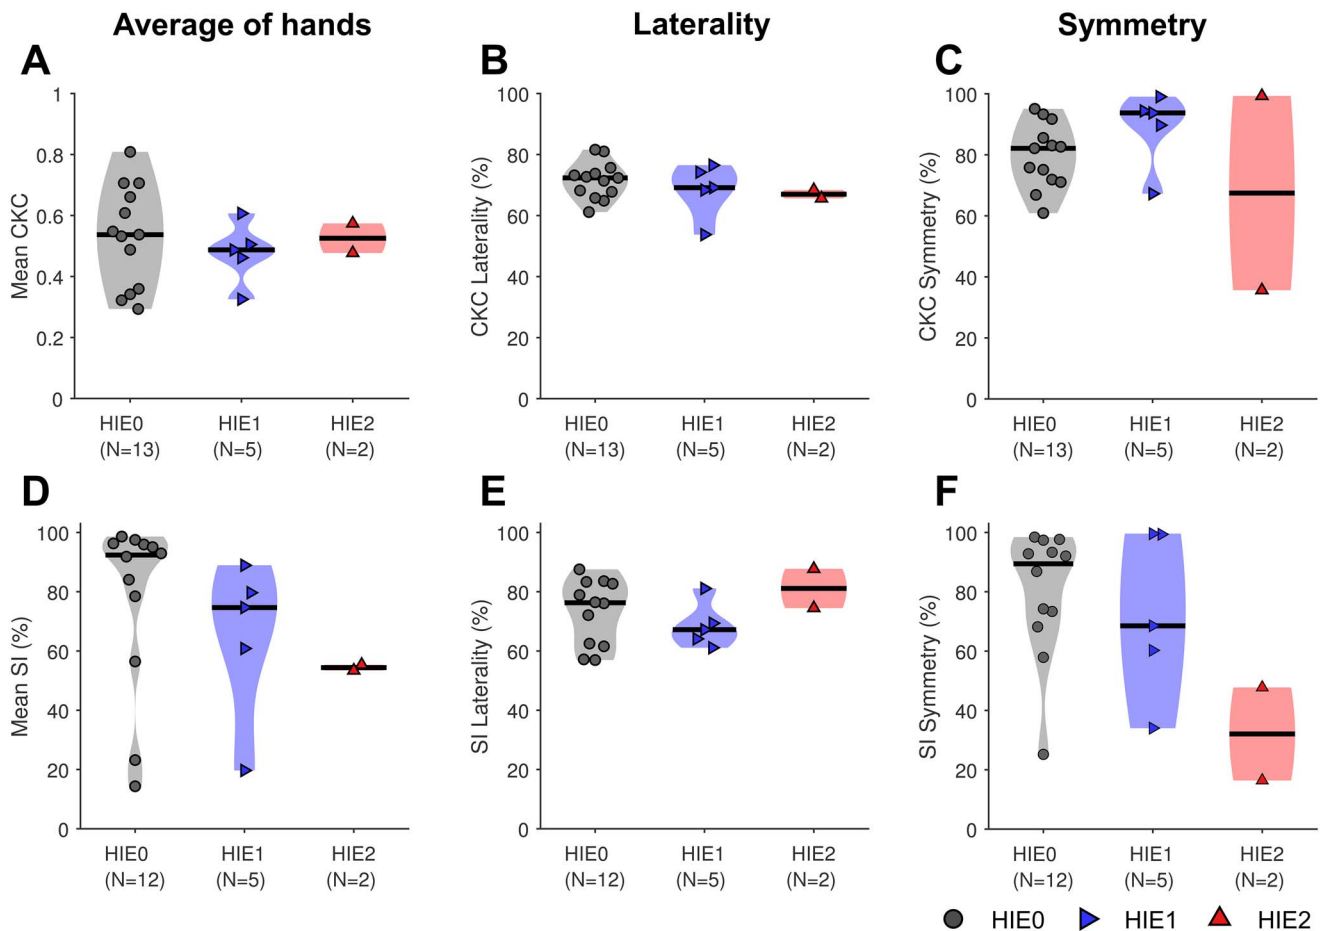 Average of hands
Laterality
Symmetry
A
B
C
Mean CKC
1
0.8
0.6
0.4
0.2
0
HIE0
(N=13)
HIE1
(N=5)
HIE2
(N=2)
CKC Laterality (%)
100
80
60
40
20
0
HIE0
(N=13)
HIE1
(N=5)
HIE2
(N=2)
CKC Symmetry (%)
100
80
60
40
20
0
HIE0
(N=13)
HIE1
(N=5)
HIE2
(N=2)
D
E
F
Mean SI (%)
100
80
60
40
20
0
HIE0
(N=12)
HIE1
(N=5)
HIE2
(N=2)
SI Laterality (%)
100
80
60
40
20
0
HIE0
(N=12)
HIE1
(N=5)
HIE2
(N=2)
SI Symmetry (%)
100
80
60
40
20
0
HIE0
(N=12)
HIE1
(N=5)
HIE2
(N=2)
HIE0 HIE1 HIE2